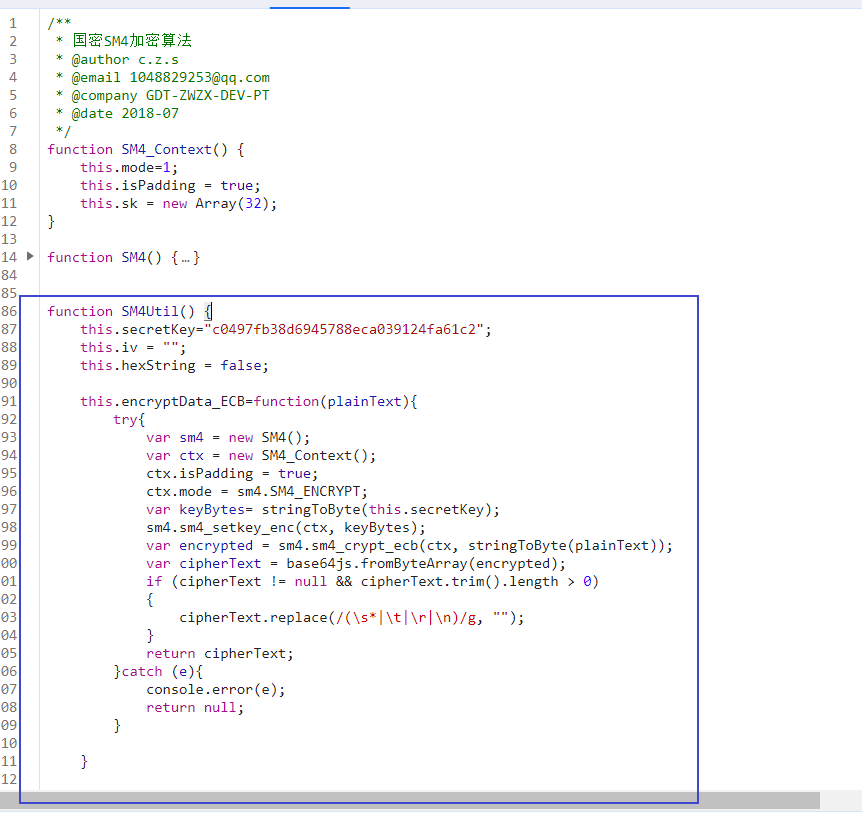 1 /**
2 * 国密SM4加密算法
3 * @author c.z.s
4 * @email 1048829253@qq.com
5 * @company GDT-ZWZX-DEV-PT
6 * @date 2018-07
7 */
8 function SM4_Context() {
9 this.mode=1;
10 this.isPadding = true;
11 this.sk = new Array(32);
12 }
13
14 function SM4() {…}
84
85
86 function SM4Util() {
87 this.secretKey="c0497fb38d6945788eca039124fa61c2";
88 this.iv = "";
89 this.hexString = false;
90
91 this.encryptData_ECB=function(plainText){
92 try{
93 var sm4 = new SM4();
94 var ctx = new SM4_Context();
95 ctx.isPadding = true;
96 ctx.mode = sm4.SM4_ENCRYPT;
97 var keyBytes= stringToByte(this.secretKey);
98 sm4.sm4_setkey_enc(ctx, keyBytes);
99 var encrypted = sm4.sm4_crypt_ecb(ctx, stringToByte(plainText));
00 var cipherText = base64js.fromByteArray(encrypted);
01 if (cipherText != null && cipherText.trim().length > 0)
02 {
03 cipherText.replace(/(\s*|\t|\r|\n)/g, "");
04 }
05 return cipherText;
06 }catch (e){
07 console.error(e);
08 return null;
09 }
10
11 }
12